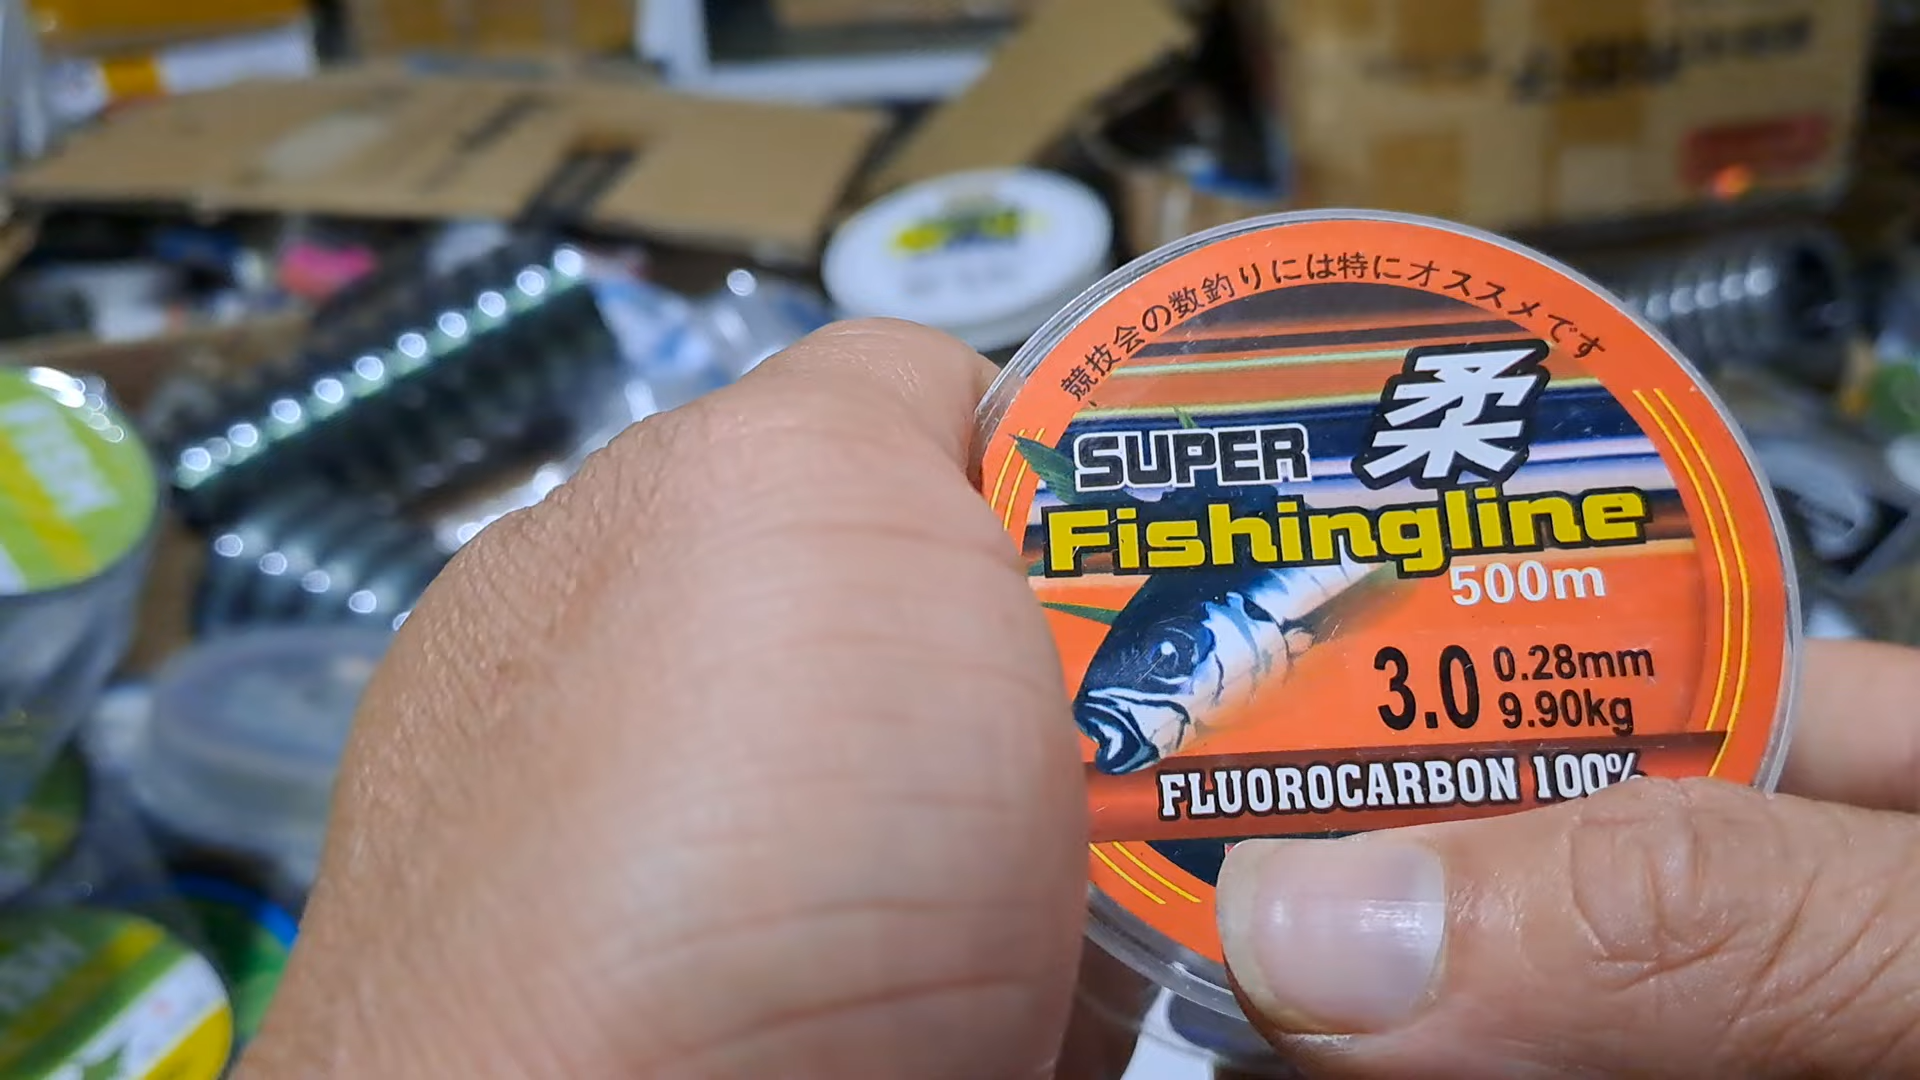 競技会の数釣りには特にオススメです
SUPER 柔
Fishingline
500m
3.0 0.28mm
9.90kg
FLUOROCARBON 100%